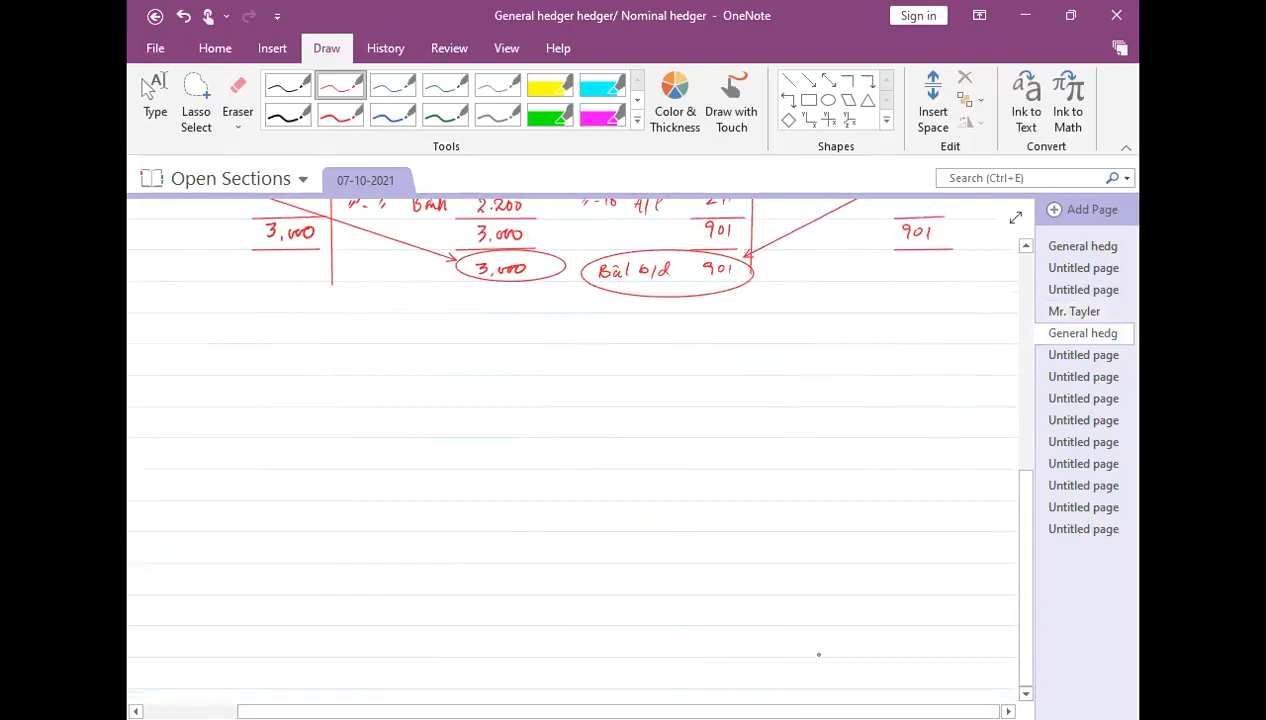 General hedger hedger/ Nominal hedger - OneNote
Sign in
File Home Insert Draw History Review View Help
Type
Lasso Select
Eraser
Color & Thickness
Draw with Touch
Insert Space
Ink to Text
Ink to Math
Tools Shapes Edit Convert
Open Sections
07-10-2021
Search (Ctrl+E)
Add Page
General hedg
Untitled page
Untitled page
Mr. Tayler
General hedg
Untitled page
Untitled page
Untitled page
Untitled page
Untitled page
Untitled page
Untitled page
Untitled page
Untitled page
Bank 2.200
3,000 3,000 901 901
3,000 Bal b/d 901